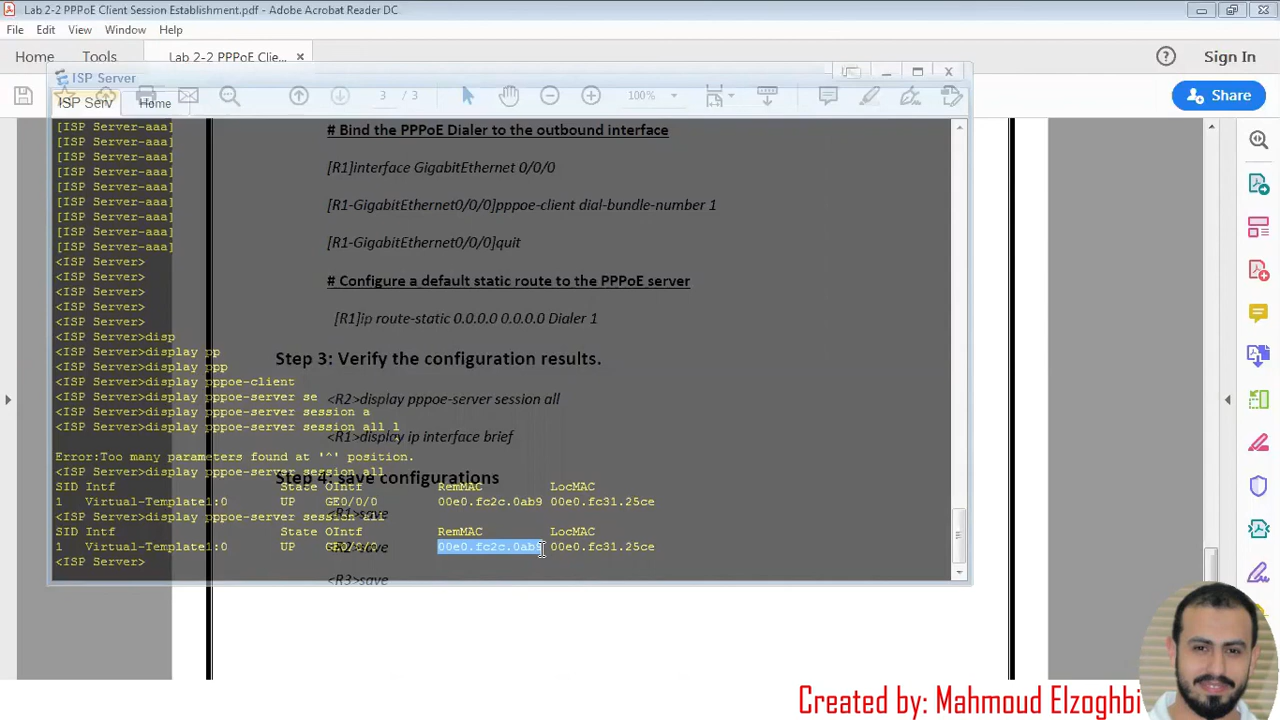 Lab 2-2 PPPoE Client Session Establishment.pdf - Adobe Acrobat Reader DC
File Edit View Window Help
Home Tools Lab 2-2 PPPoE Clie... Sign In
ISP Server
ISP Serv Home
3 / 3 100% Share
# Bind the PPPoE Dialer to the outbound interface
[R1]interface GigabitEthernet 0/0/0
[R1-GigabitEthernet0/0/0]pppoe-client dial-bundle-number 1
[R1-GigabitEthernet0/0/0]quit
# Configure a default static route to the PPPoE server
[R1]ip route-static 0.0.0.0 0.0.0.0 Dialer 1
Step 3: Verify the configuration results.
<R2>display pppoe-server session all
<R1>display ip interface brief
Step 4: save configurations
<R1>save
<R2>save
<R3>save
[ISP Server-aaa]
[ISP Server-aaa]
[ISP Server-aaa]
[ISP Server-aaa]
[ISP Server-aaa]
[ISP Server-aaa]
[ISP Server-aaa]
[ISP Server-aaa]
[ISP Server-aaa]
<ISP Server>
<ISP Server>
<ISP Server>
<ISP Server>
<ISP Server>
<ISP Server>disp
<ISP Server>display pp
<ISP Server>display ppp
<ISP Server>display pppoe-client
<ISP Server>display pppoe-server se
<ISP Server>display pppoe-server session a
<ISP Server>display pppoe-server session all l
^
Error:Too many parameters found at '^' position.
<ISP Server>display pppoe-server session all
SID Intf State OIntf RemMAC LocMAC
1 Virtual-Template1:0 UP GE0/0/0 00e0.fc2c.0ab9 00e0.fc31.25ce
<ISP Server>display pppoe-server session all
SID Intf State OIntf RemMAC LocMAC
1 Virtual-Template1:0 UP GE0/0/0 00e0.fc2c.0ab9 00e0.fc31.25ce
<ISP Server>
Created by: Mahmoud Elzoghbi